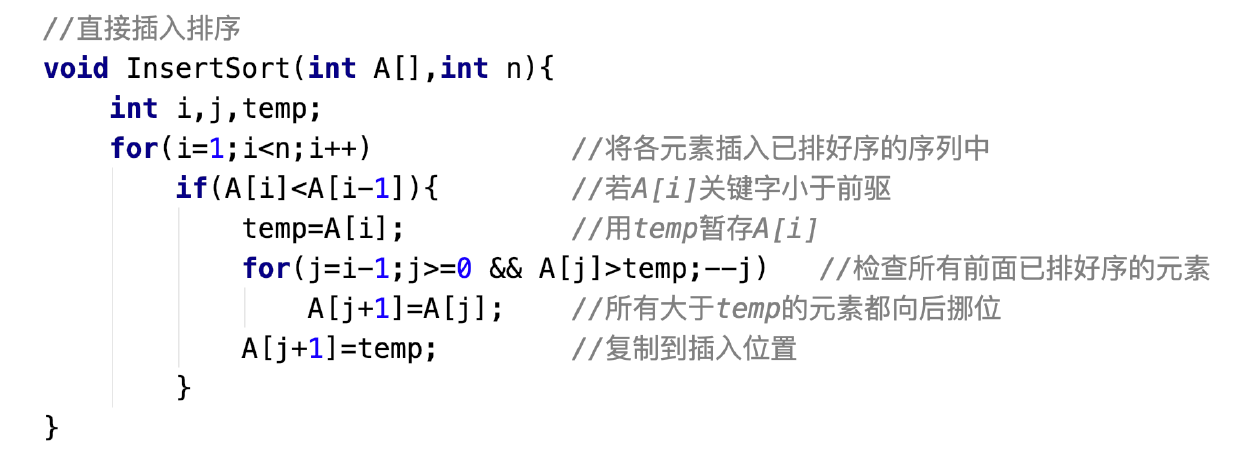 //直接插入排序
void InsertSort(int A[],int n){
    int i,j,temp;
    for(i=1;i<n;i++)            //将各元素插入已排好序的序列中
        if(A[i]<A[i-1]){        //若A[i]关键字小于前驱
            temp=A[i];          //用temp暂存A[i]
            for(j=i-1;j>=0 && A[j]>temp;--j)   //检查所有前面已排好序的元素
                A[j+1]=A[j];    //所有大于temp的元素都向后挪位
            A[j+1]=temp;        //复制到插入位置
        }
}